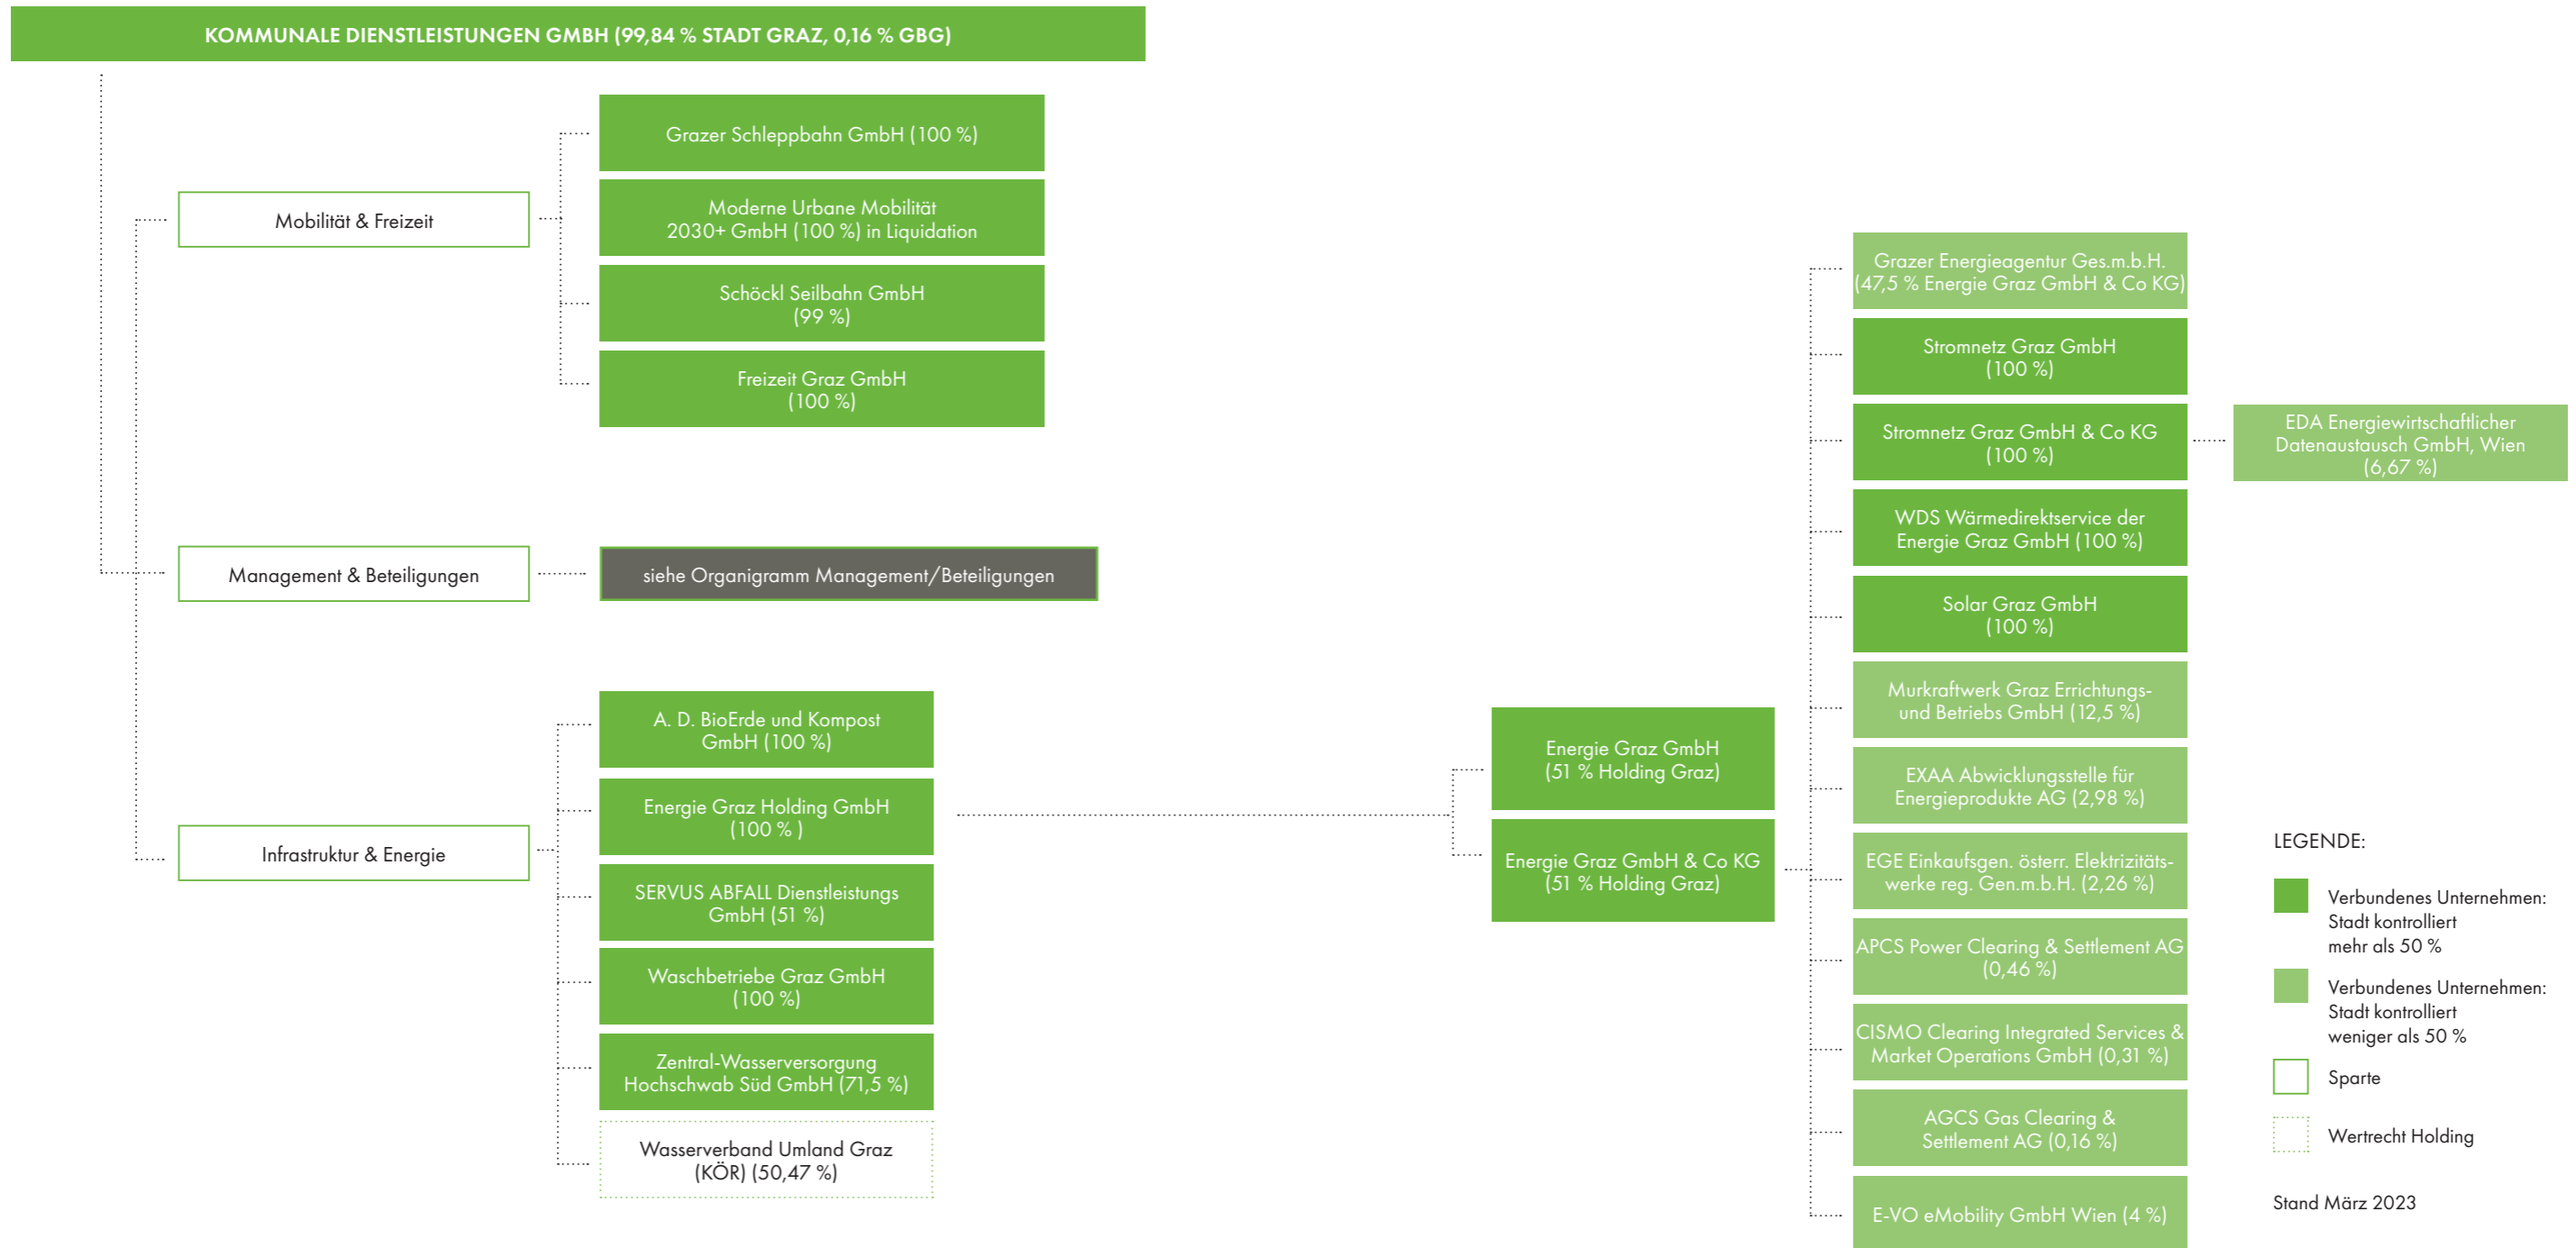 KOMMUNALE DIENSTLEISTUNGEN GMBH (99,84 % STADT GRAZ, 0,16 % GBG)
Mobilität & Freizeit
Grazer Schleppbahn GmbH (100 %)
Moderne Urbane Mobilität
2030+ GmbH (100 %) in Liquidation
Schöckl Seilbahn GmbH
(99 %)
Freizeit Graz GmbH
(100 %)
Management & Beteiligungen
siehe Organigramm Management/Beteiligungen
Infrastruktur & Energie
A. D. BioErde und Kompost
GmbH (100 %)
Energie Graz Holding GmbH
(100 % )
SERVUS ABFALL Dienstleistungs
GmbH (51 %)
Waschbetriebe Graz GmbH
(100 %)
Zentral-Wasserversorgung
Hochschwab Süd GmbH (71,5 %)
Wasserverband Umland Graz
(KÖR) (50,47 %)
Energie Graz GmbH
(51 % Holding Graz)
Energie Graz GmbH & Co KG
(51 % Holding Graz)
Grazer Energieagentur Ges.m.b.H.
(47,5 % Energie Graz GmbH & Co KG)
Stromnetz Graz GmbH
(100 %)
Stromnetz Graz GmbH & Co KG
(100 %)
EDA Energiewirtschaftlicher
Datenaustausch GmbH, Wien
(6,67 %)
WDS Wärmedirektservice der
Energie Graz GmbH (100 %)
Solar Graz GmbH
(100 %)
Murkraftwerk Graz Errichtungs-
und Betriebs GmbH (12,5 %)
EXAA Abwicklungsstelle für
Energieprodukte AG (2,98 %)
EGE Einkaufsgen. österr. Elektrizitäts-
werke reg. Gen.m.b.H. (2,26 %)
APCS Power Clearing & Settlement AG
(0,46 %)
CISMO Clearing Integrated Services &
Market Operations GmbH (0,31 %)
AGCS Gas Clearing &
Settlement AG (0,16 %)
E-VO eMobility GmbH Wien (4 %)
LEGENDE:
Verbundenes Unternehmen:
Stadt kontrolliert
mehr als 50 %
Verbundenes Unternehmen:
Stadt kontrolliert
weniger als 50 %
Sparte
Wertrecht Holding
Stand März 2023